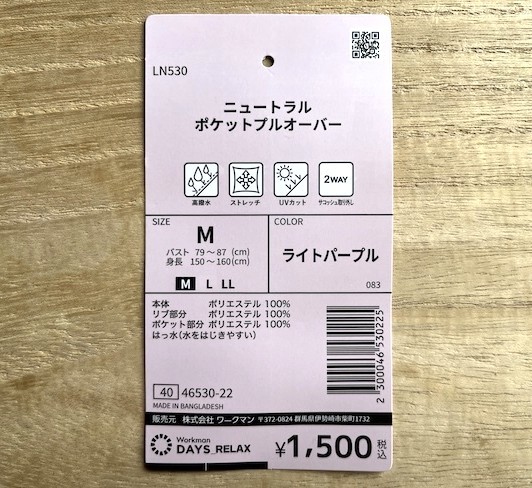 LN530
ニュートラル
ポケットプルオーバー
高撥水
ストレッチ
UVカット
2WAY
サコッシュ取り外し
SIZE
M
バスト 79〜87 (cm)
身長 150〜160(cm)
M L LL
COLOR
ライトパープル
083
本体 ポリエステル 100%
リブ部分 ポリエステル 100%
ポケット部分 ポリエステル 100%
はっ水(水をはじきやすい)
2 300046 530225
40 46530-22
MADE IN BANGLADESH
販売元 株式会社 ワークマン 〒372-0824 群馬県伊勢崎市柴町1732
Workman
DAYS_RELAX
¥1,500 税込